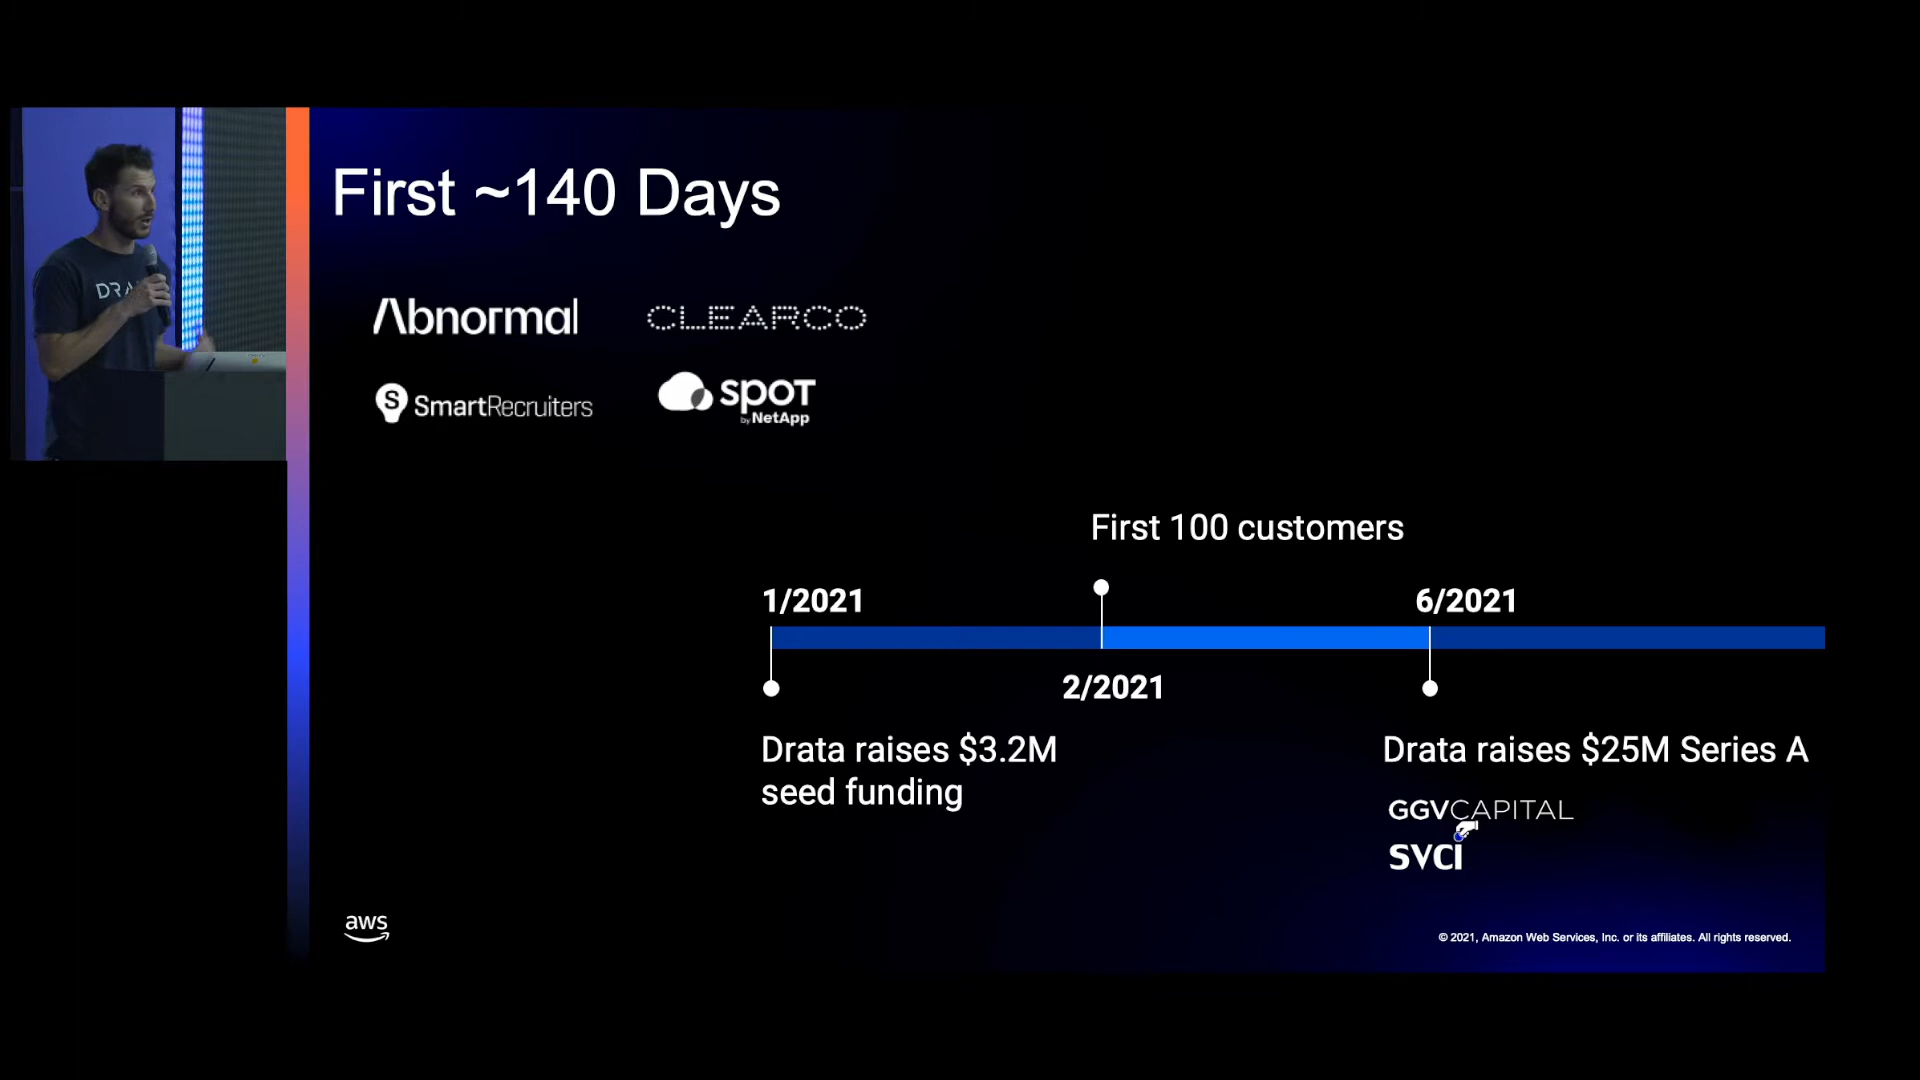 First ~140 Days
Abnormal
CLEARCO
S SmartRecruiters
spot
by NetApp
First 100 customers
1/2021
6/2021
2/2021
Drata raises $3.2M
seed funding
Drata raises $25M Series A
GGVCAPITAL
SVCI
aws
© 2021, Amazon Web Services, Inc. or its affiliates. All rights reserved.